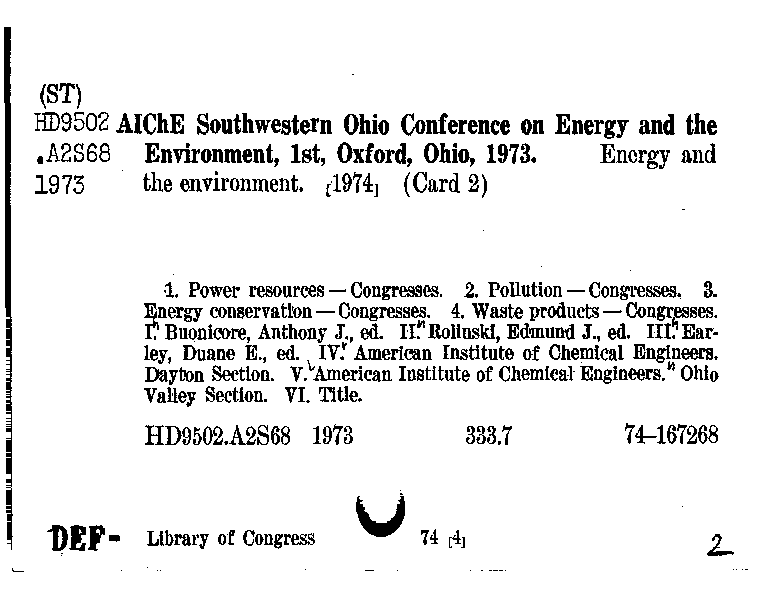 (ST)
HD9502 AIChE Southwestern Ohio Conference on Energy and the
.A2S68 Environment, 1st, Oxford, Ohio, 1973. Energy and
1973 the environment. [1974] (Card 2)
1. Power resources — Congresses. 2. Pollution — Congresses. 3.
Energy conservation — Congresses. 4. Waste products — Congresses.
I. Buonicore, Anthony J., ed. II. Rolinski, Edmund J., ed. III. Ear-
ley, Duane E., ed. IV. American Institute of Chemical Engineers.
Dayton Section. V. American Institute of Chemical Engineers. Ohio
Valley Section. VI. Title.
HD9502.A2S68 1973 333.7 74–167268
DEF- Library of Congress 74 [4] 2